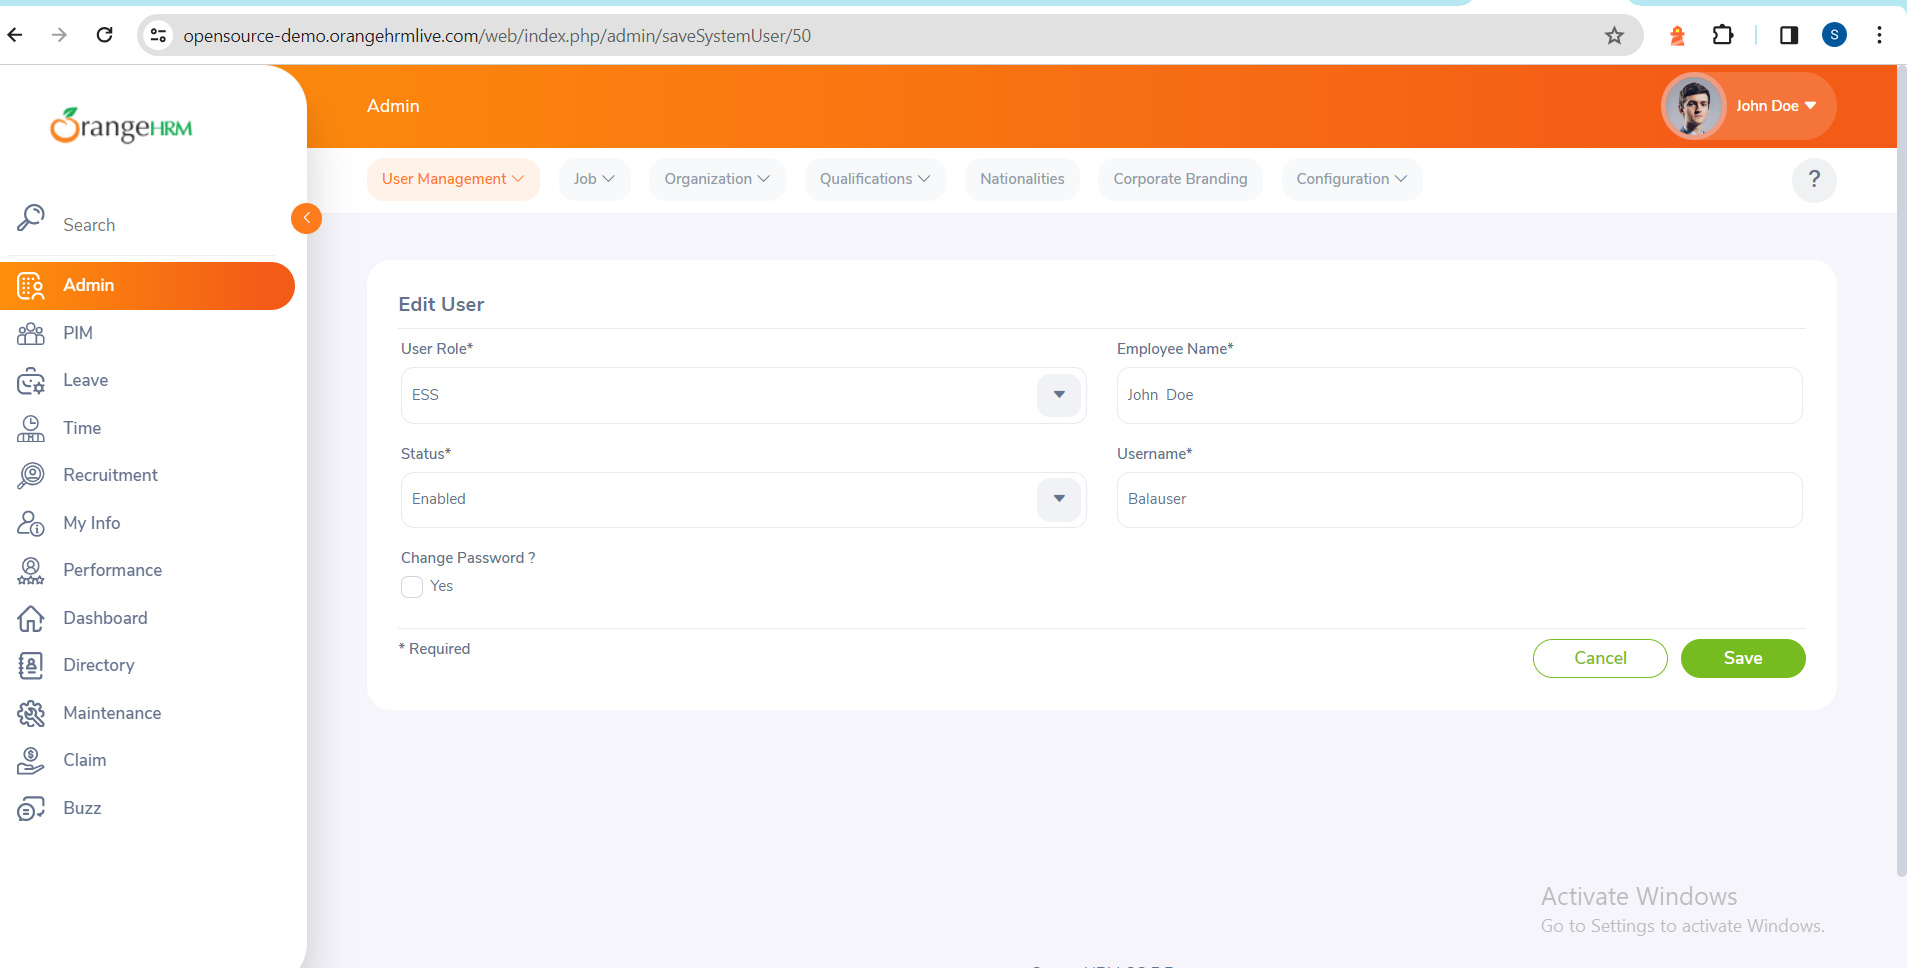 opensource-demo.orangehrmlive.com/web/index.php/admin/saveSystemUser/50
S
OrangeHRM
Admin
John Doe
User Management
Job
Organization
Qualifications
Nationalities
Corporate Branding
Configuration
?
Search
Admin
PIM
Leave
Time
Recruitment
My Info
Performance
Dashboard
Directory
Maintenance
Claim
Buzz
Edit User
User Role*
Employee Name*
ESS
John  Doe
Status*
Username*
Enabled
Balauser
Change Password ?
Yes
* Required
Cancel
Save
Activate Windows
Go to Settings to activate Windows.